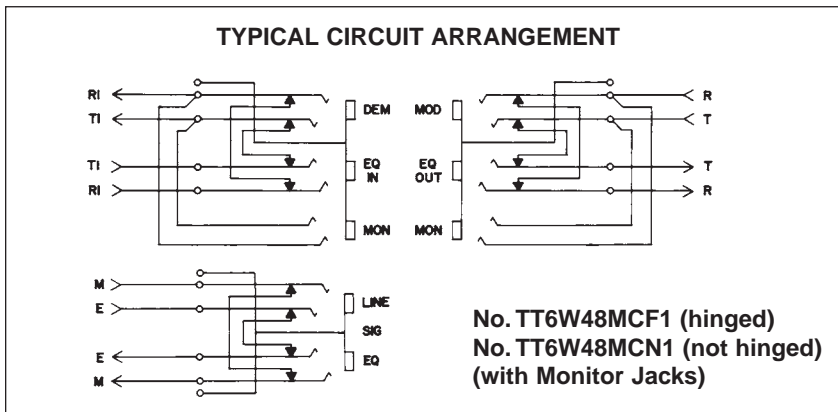 TYPICAL CIRCUIT ARRANGEMENT
RI
TI
TI
RI
DEM
EQ
IN
MON
MOD
EQ
OUT
MON
R
T
T
R
M
E
E
M
LINE
SIG
EQ
No. TT6W48MCF1 (hinged)
No. TT6W48MCN1 (not hinged)
(with Monitor Jacks)